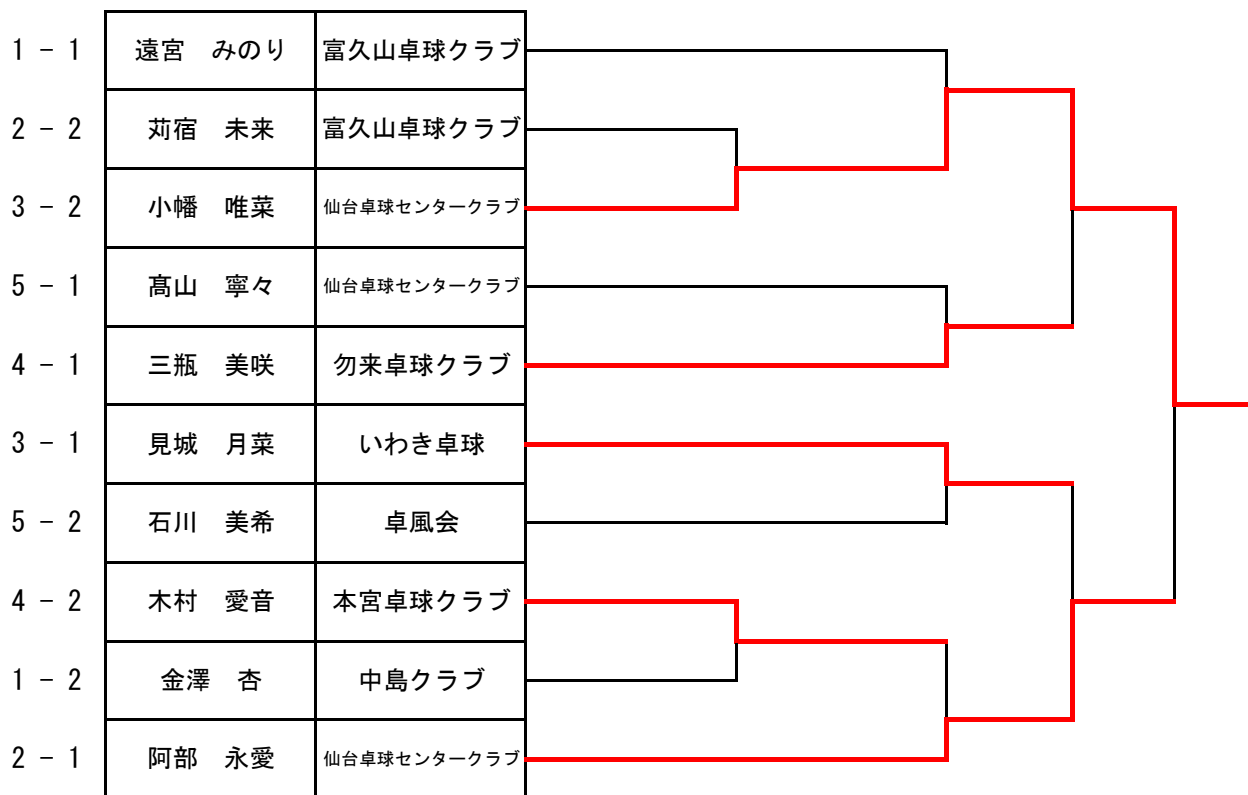 1 - 1 遠宮 みのり 富久山卓球クラブ
2 - 2 苅宿 未来 富久山卓球クラブ
3 - 2 小幡 唯菜 仙台卓球センタークラブ
5 - 1 髙山 寧々 仙台卓球センタークラブ
4 - 1 三瓶 美咲 勿来卓球クラブ
3 - 1 見城 月菜 いわき卓球
5 - 2 石川 美希 卓風会
4 - 2 木村 愛音 本宮卓球クラブ
1 - 2 金澤 杏 中島クラブ
2 - 1 阿部 永愛 仙台卓球センタークラブ